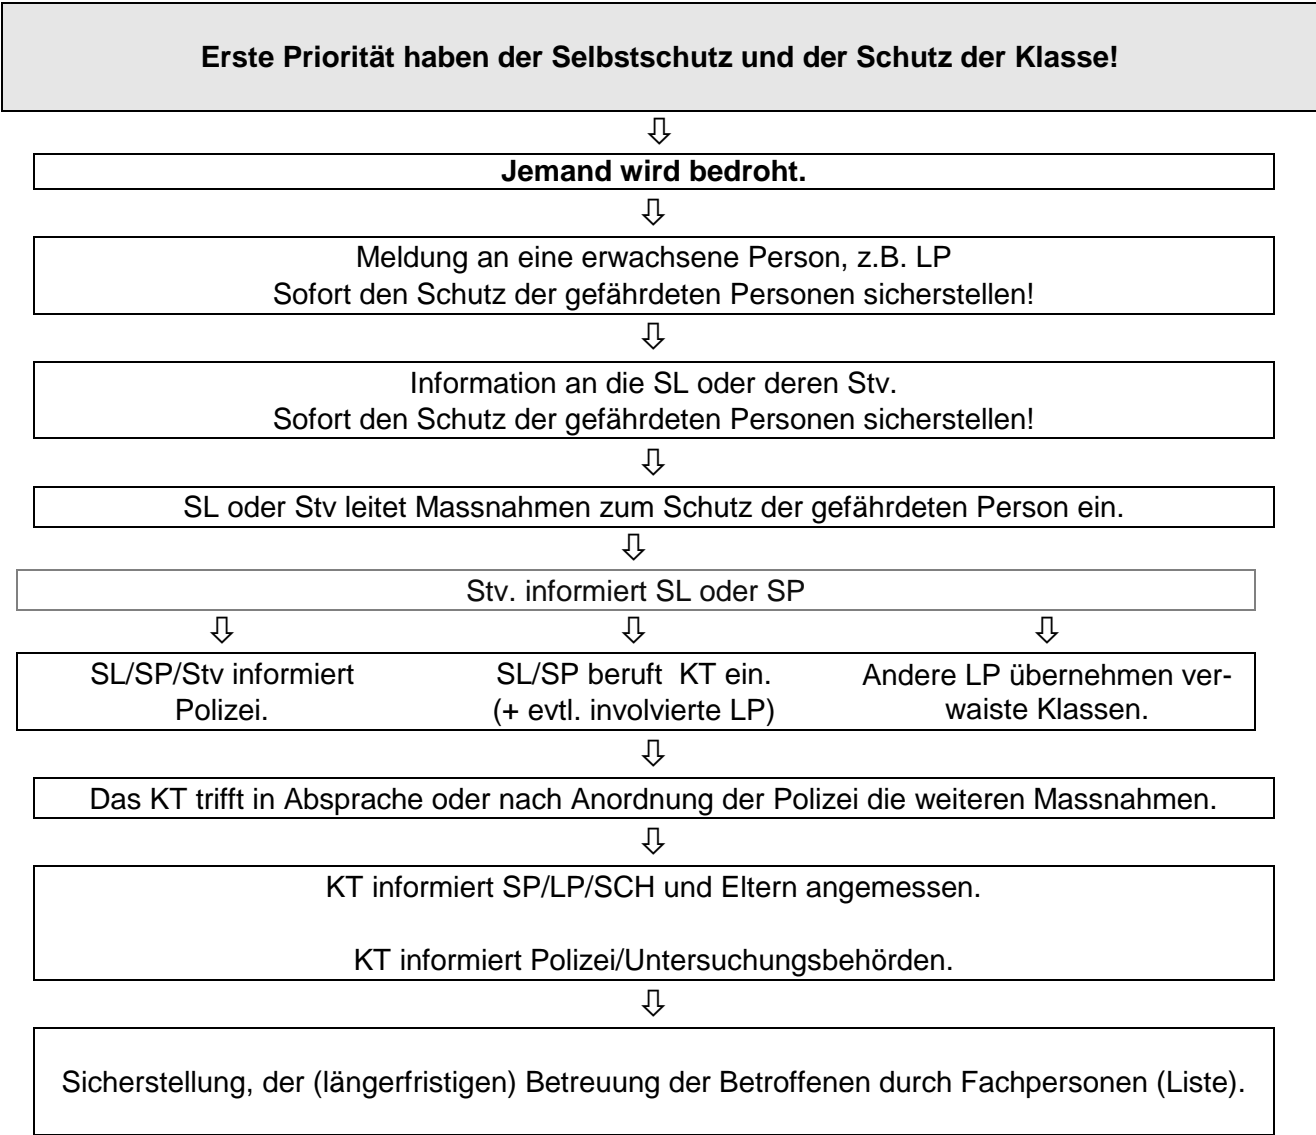 Erste Priorität haben der Selbstschutz und der Schutz der Klasse!
Jemand wird bedroht.
Meldung an eine erwachsene Person, z.B. LP
Sofort den Schutz der gefährdeten Personen sicherstellen!
Information an die SL oder deren Stv.
Sofort den Schutz der gefährdeten Personen sicherstellen!
SL oder Stv leitet Massnahmen zum Schutz der gefährdeten Person ein.
Stv. informiert SL oder SP
SL/SP/Stv informiert
Polizei.
SL/SP beruft KT ein.
(+ evtl. involvierte LP)
Andere LP übernehmen ver-
waiste Klassen.
Das KT trifft in Absprache oder nach Anordnung der Polizei die weiteren Massnahmen.
KT informiert SP/LP/SCH und Eltern angemessen.
KT informiert Polizei/Untersuchungsbehörden.
Sicherstellung, der (längerfristigen) Betreuung der Betroffenen durch Fachpersonen (Liste).